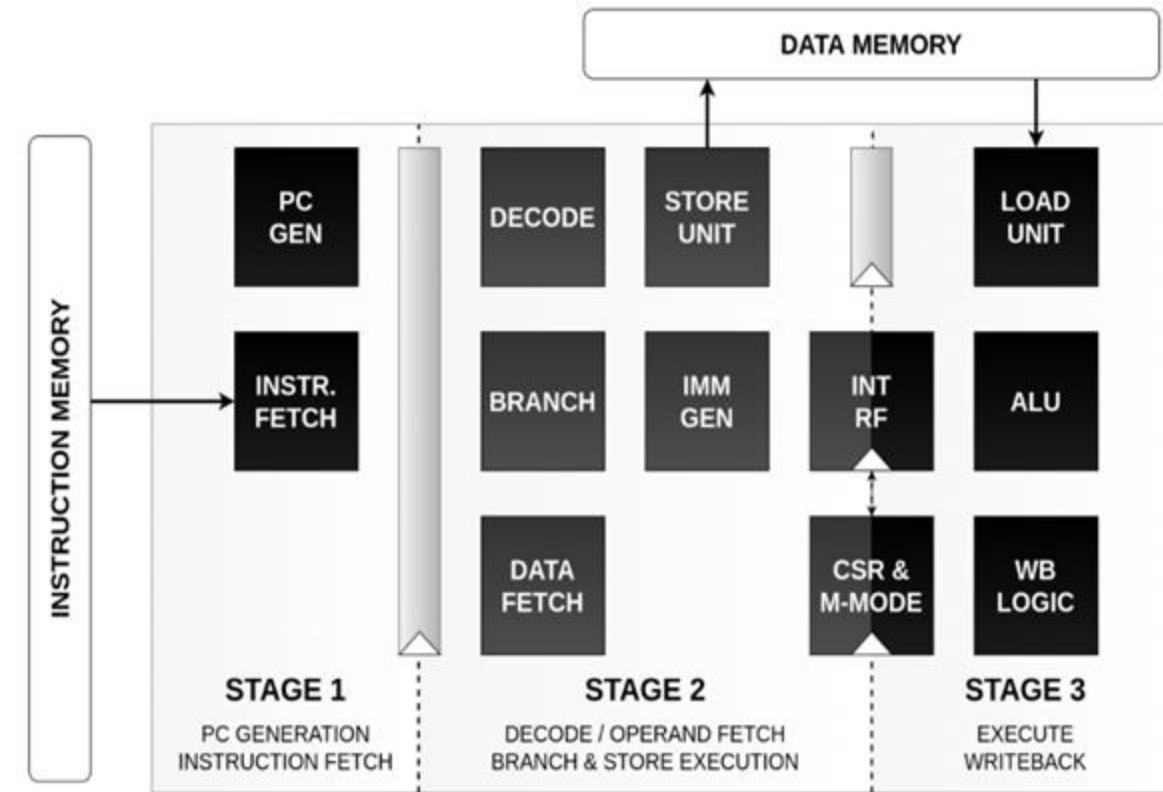 DATA MEMORY
INSTRUCTION MEMORY
PC
GEN
DECODE
STORE
UNIT
LOAD
UNIT
INSTR.
FETCH
BRANCH
IMM
GEN
INT
RF
ALU
DATA
FETCH
CSR &
M-MODE
WB
LOGIC
STAGE 1
PC GENERATION
INSTRUCTION FETCH
STAGE 2
DECODE / OPERAND FETCH
BRANCH & STORE EXECUTION
STAGE 3
EXECUTE
WRITEBACK